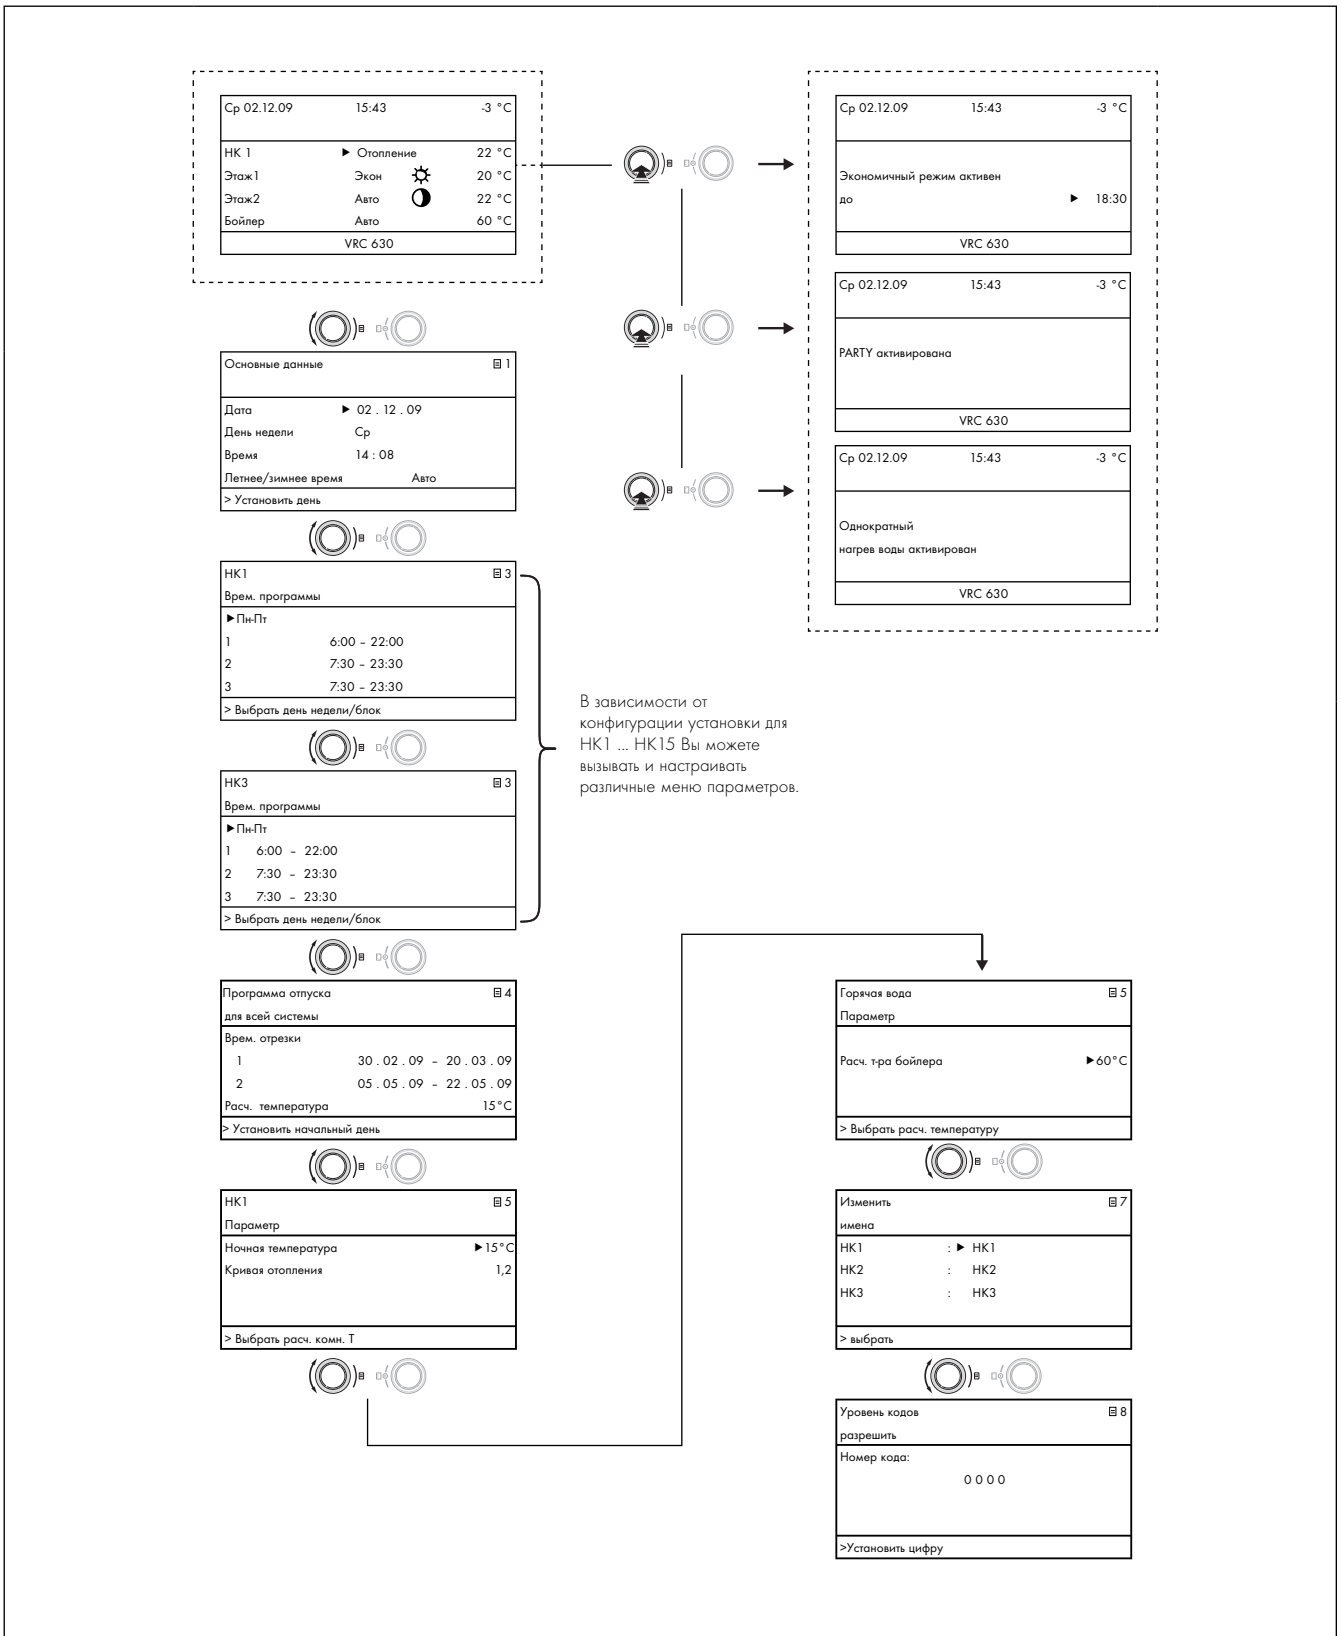 Ср 02.12.09 15:43 -3 °C
НК 1 ▶ Отопление 22 °C
Этаж1 Экон 20 °C
Этаж2 Авто 22 °C
Бойлер Авто 60 °C
VRC 630
Ср 02.12.09 15:43 -3 °C
Экономичный режим активен
до ▶ 18:30
VRC 630
Ср 02.12.09 15:43 -3 °C
PARTY активирована
VRC 630
Ср 02.12.09 15:43 -3 °C
Однократный
нагрев воды активирован
VRC 630
Основные данные 1
Дата ▶ 02 . 12 . 09
День недели Ср
Время 14 : 08
Летнее/зимнее время Авто
> Установить день
НК1 3
Врем. программы
▶Пн-Пт
1 6:00 – 22:00
2 7:30 – 23:30
3 7:30 – 23:30
> Выбрать день недели/блок
НК3 3
Врем. программы
▶Пн-Пт
1 6:00 – 22:00
2 7:30 – 23:30
3 7:30 – 23:30
> Выбрать день недели/блок
В зависимости от
конфигурации установки для
НК1 ... НК15 Вы можете
вызывать и настраивать
различные меню параметров.
Программа отпуска 4
для всей системы
Врем. отрезки
1 30 . 02 . 09 – 20 . 03 . 09
2 05 . 05 . 09 – 22 . 05 . 09
Расч. температура 15°C
> Установить начальный день
НК1 5
Параметр
Ночная температура ▶15°C
Кривая отопления 1,2
> Выбрать расч. комн. Т
Горячая вода 5
Параметр
Расч. т-ра бойлера ▶60°C
> Выбрать расч. температуру
Изменить 7
имена
НК1 : ▶ НК1
НК2 : НК2
НК3 : НК3
> выбрать
Уровень кодов 8
разрешить
Номер кода:
0 0 0 0
>Установить цифру